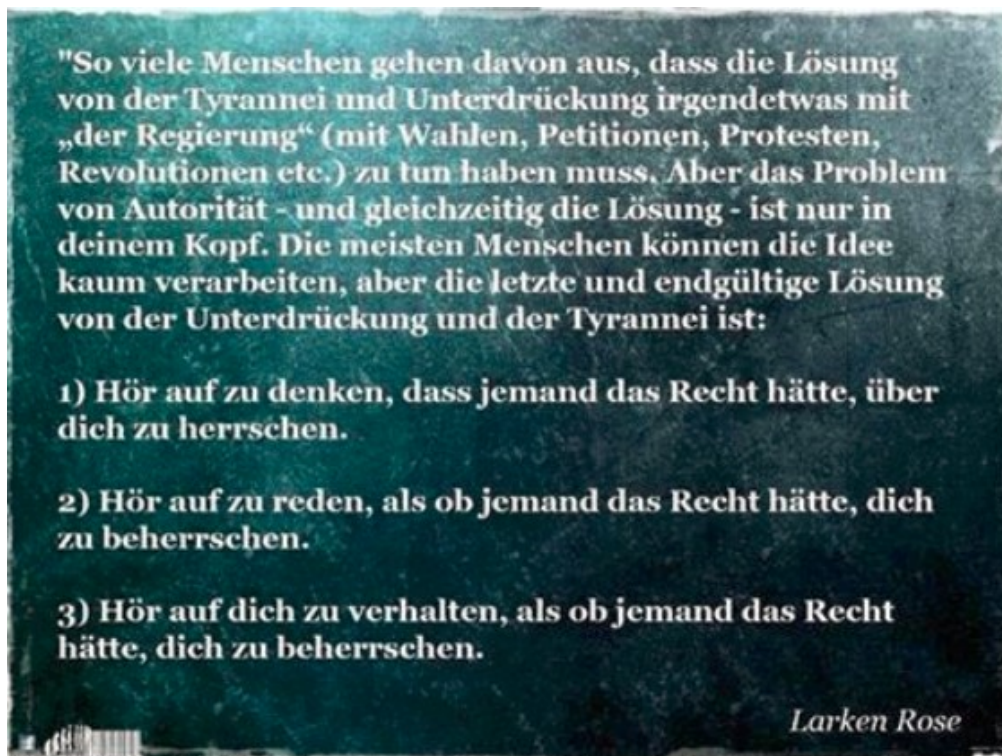 "So viele Menschen gehen davon aus, dass die Lösung
von der Tyrannei und Unterdrückung irgendetwas mit
„der Regierung“ (mit Wahlen, Petitionen, Protesten,
Revolutionen etc.) zu tun haben muss. Aber das Problem
von Autorität - und gleichzeitig die Lösung - ist nur in
deinem Kopf. Die meisten Menschen können die Idee
kaum verarbeiten, aber die letzte und endgültige Lösung
von der Unterdrückung und der Tyrannei ist:
1) Hör auf zu denken, dass jemand das Recht hätte, über
dich zu herrschen.
2) Hör auf zu reden, als ob jemand das Recht hätte, dich
zu beherrschen.
3) Hör auf dich zu verhalten, als ob jemand das Recht
hätte, dich zu beherrschen.
Larken Rose